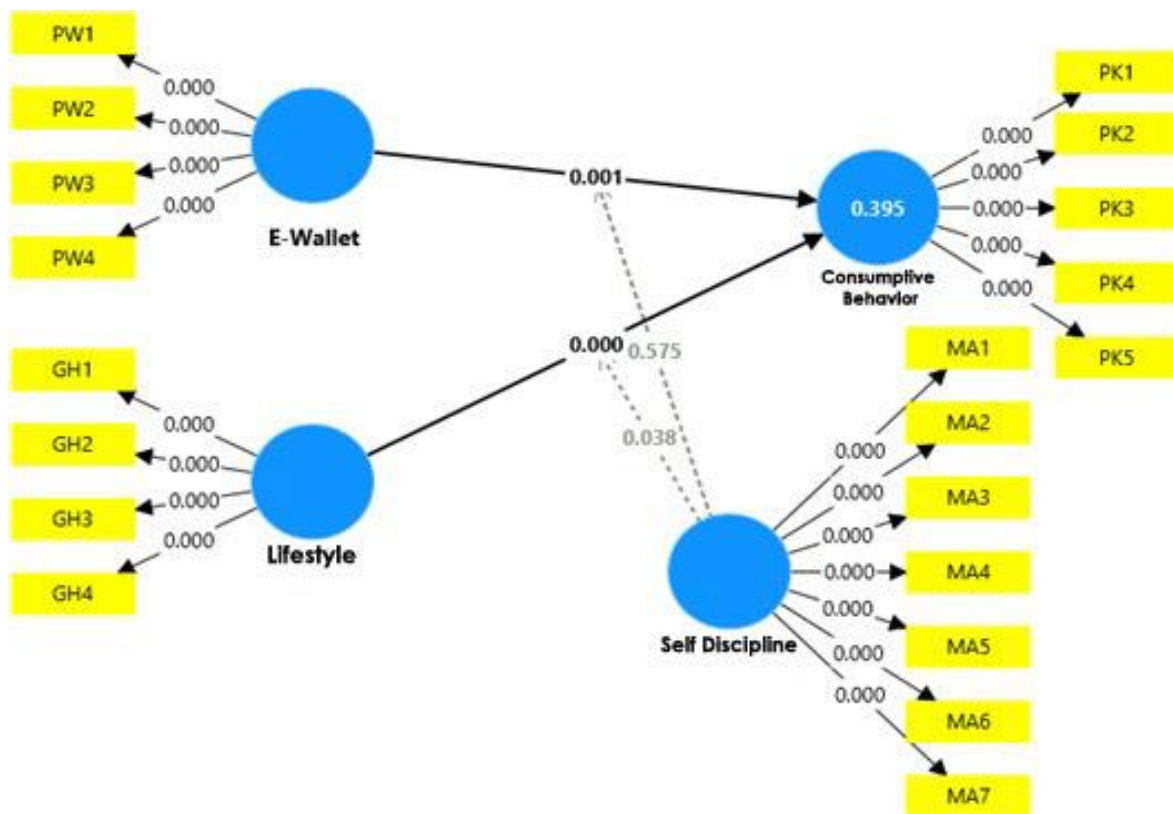 PW1
0.000
PW2
0.000
PW3
0.000
PW4
0.000
E-Wallet
GH1
0.000
GH2
0.000
GH3
0.000
GH4
0.000
Lifestyle
0.001
0.000
0.575
0.038
0.395
Consumptive
Behavior
PK1
0.000
PK2
0.000
PK3
0.000
PK4
0.000
PK5
0.000
Self Discipline
MA1
0.000
MA2
0.000
MA3
0.000
MA4
0.000
MA5
0.000
MA6
0.000
MA7
0.000